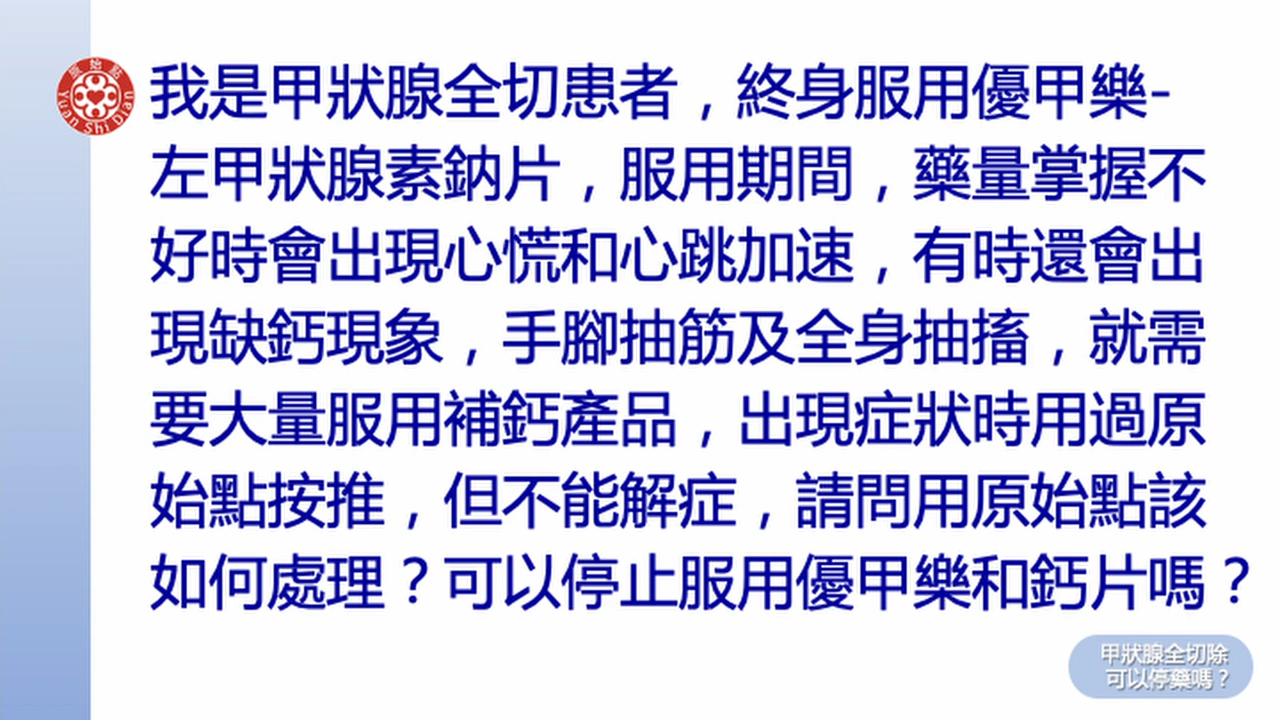 原始點
Yuan Shi Dian
我是甲狀腺全切患者，終身服用優甲樂-
左甲狀腺素鈉片，服用期間，藥量掌握不
好時會出現心慌和心跳加速，有時還會出
現缺鈣現象，手腳抽筋及全身抽搐，就需
要大量服用補鈣產品，出現症狀時用過原
始點按推，但不能解症，請問用原始點該
如何處理？可以停止服用優甲樂和鈣片嗎？
甲狀腺全切除
可以停藥嗎？